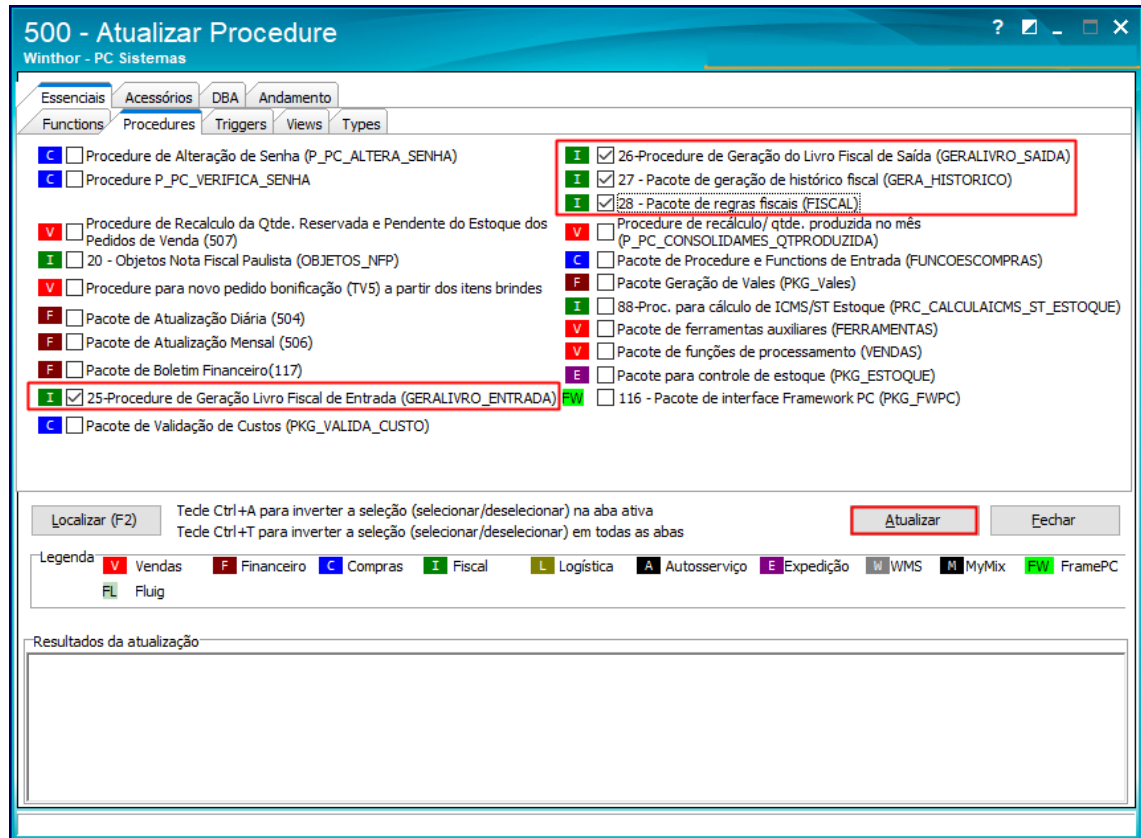 500 - Atualizar Procedure
Winthor - PC Sistemas
?
Essenciais Acessórios DBA Andamento
Functions Procedures Triggers Views Types
C Procedure de Alteração de Senha (P_PC_ALTERA_SENHA)
C Procedure P_PC_VERIFICA_SENHA
V Procedure de Recalculo da Qtde. Reservada e Pendente do Estoque dos
Pedidos de Venda (507)
I 20 - Objetos Nota Fiscal Paulista (OBJETOS_NFP)
V Procedure para novo pedido bonificação (TV5) a partir dos itens brindes
F Pacote de Atualização Diária (504)
F Pacote de Atualização Mensal (506)
F Pacote de Boletim Financeiro(117)
I 25-Procedure de Geração Livro Fiscal de Entrada (GERALIVRO_ENTRADA)
C Pacote de Validação de Custos (PKG_VALIDA_CUSTO)
I 26-Procedure de Geração do Livro Fiscal de Saída (GERALIVRO_SAIDA)
I 27 - Pacote de geração de histórico fiscal (GERA_HISTORICO)
I 28 - Pacote de regras fiscais (FISCAL)
V Procedure de recálculo/ qtde. produzida no mês
(P_PC_CONSOLIDAMES_QTPRODUZIDA)
C Pacote de Procedure e Functions de Entrada (FUNCOESCOMPRAS)
F Pacote Geração de Vales (PKG_Vales)
I 88-Proc. para cálculo de ICMS/ST Estoque (PRC_CALCULAICMS_ST_ESTOQUE)
V Pacote de ferramentas auxiliares (FERRAMENTAS)
V Pacote de funções de processamento (VENDAS)
E Pacote para controle de estoque (PKG_ESTOQUE)
FW 116 - Pacote de interface Framework PC (PKG_FWPC)
Localizar (F2)
Tecle Ctrl+A para inverter a seleção (selecionar/deselecionar) na aba ativa
Tecle Ctrl+T para inverter a seleção (selecionar/deselecionar) em todas as abas
Atualizar Fechar
Legenda
V Vendas F Financeiro C Compras I Fiscal L Logística A Autosserviço E Expedição W WMS M MyMix FW FramePC
FL Fluig
Resultados da atualização